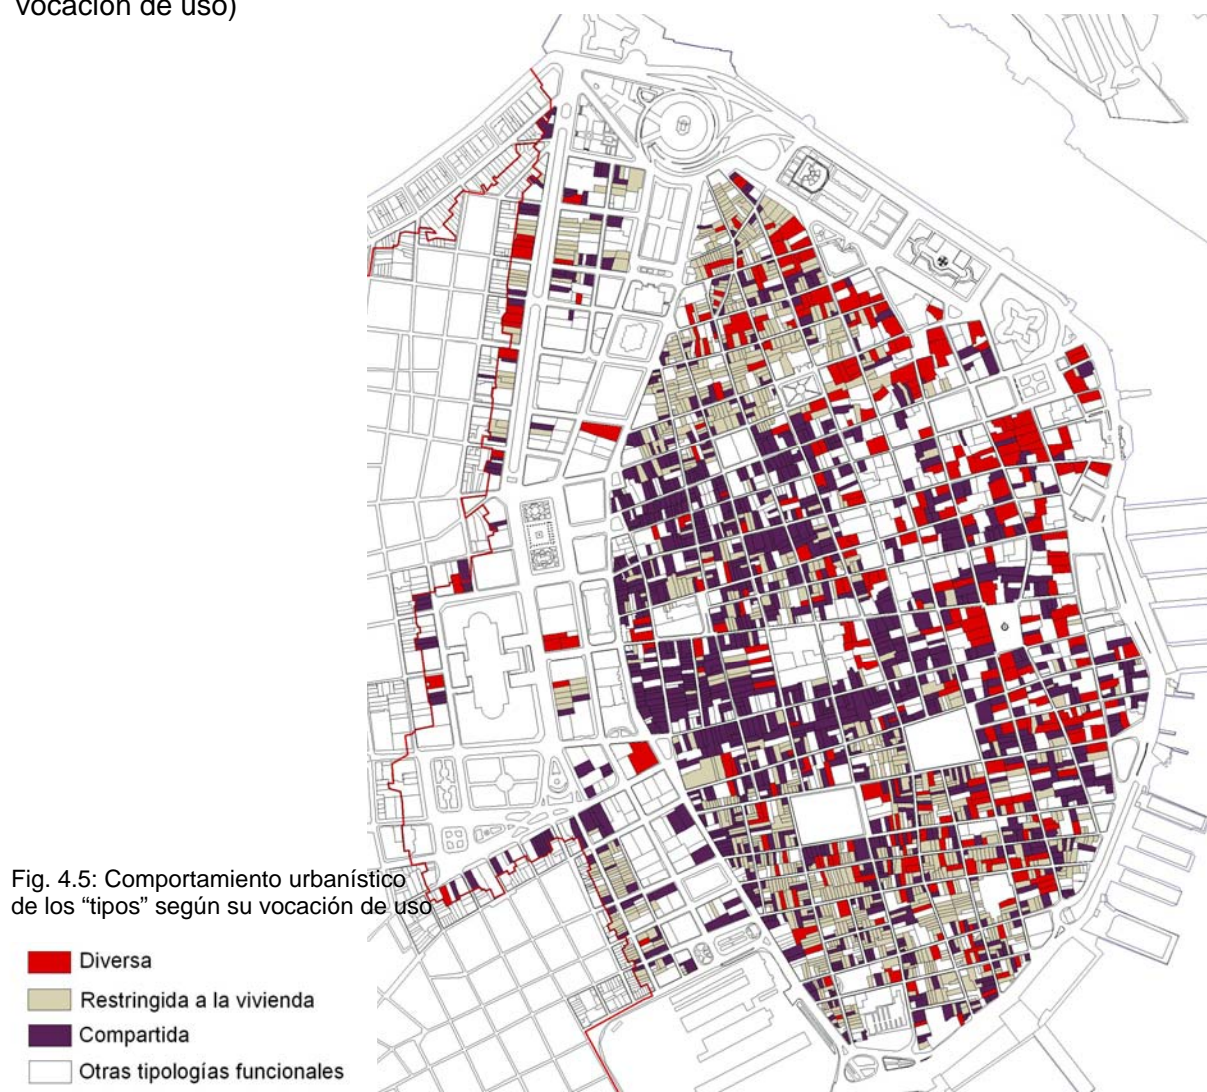 vocación de uso)
Fig. 4.5: Comportamiento urbanístico
de los “tipos” según su vocación de uso
Diversa
Restringida a la vivienda
Compartida
Otras tipologías funcionales